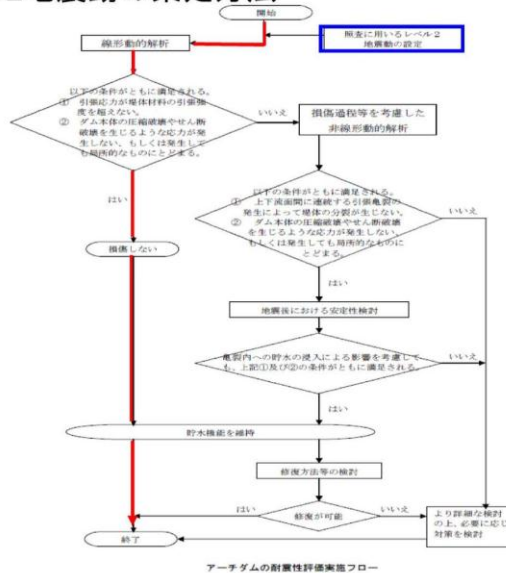 開始
照査に用いるレベル2
地震動の設定
線形動的解析
以下の条件がともに満足される。
① 引張応力が堤体材料の引張強
度を超えない。
② ダム本体の圧縮破壊やせん断
破壊を生じるような応力が発
生しない、もしくは発生して
も局所的なものにとどまる。
いいえ
損傷過程等を考慮した
非線形動的解析
はい
以下の条件がともに満足される。
① 上下流面間に連続する引張亀裂の
発生によって堤体の分裂が生じない。
② ダム本体の圧縮破壊やせん断破壊
を生じるような応力が発生しない、
もしくは発生しても局所的なものに
とどまる。
いいえ
損傷しない
はい
地震後における安定性検討
亀裂内への貯水の浸入による影響を考慮して
も、上記①及び②の条件がともに満足される。
いいえ
はい
貯水機能を維持
修復方法等の検討
はい
修復が可能
いいえ
より詳細な検討
の上、必要に応じ
対策を検討
終了
アーチダムの耐震性評価実施フロー